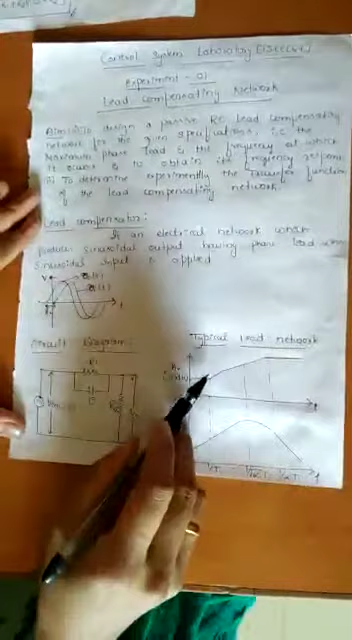 Control System Laboratory
Experiment - 01
Lead Compensating Network
Aim: i) To design a passive RC lead compensating
network for the given specifications, i.e the
maximum phase lead & the frequency at which
it occurs & to obtain its frequency response
ii) To determine experimentally the transfer function
of the lead compensating network.
Lead compensator:
Is an electrical network which
produces sinusoidal output having phase lead when
sinusoidal input is applied
Circuit Diagram:
Typical Lead network